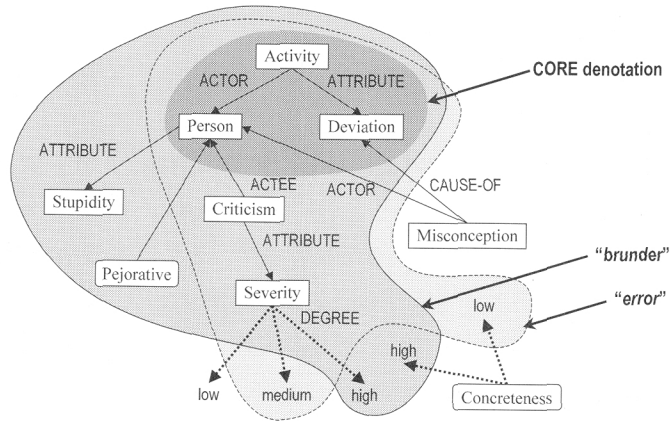 Activity
CORE denotation
ACTOR
ATTRIBUTE
Person
Deviation
ATTRIBUTE
ACTEE
ACTOR
CAUSE-OF
Stupidity
Criticism
Misconception
ATTRIBUTE
"brunder"
Pejorative
Severity
"error"
low
DEGREE
high
low
medium
high
Concreteness